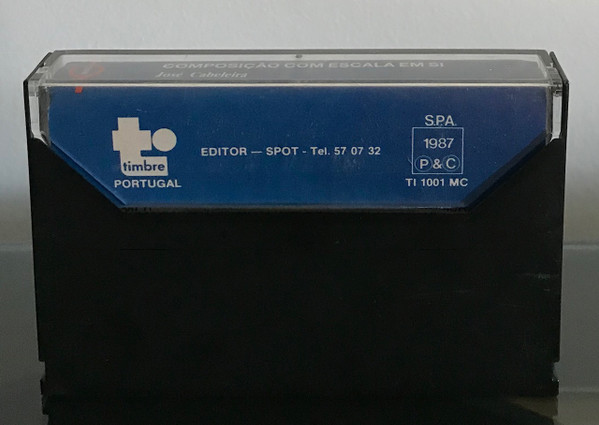 COMPOSIÇÃO COM ESCALA EM SI
José Cabeleira
timbre
PORTUGAL
EDITOR — SPOT - Tel. 57 07 32
S.P.A.
1987
P & C
TI 1001 MC